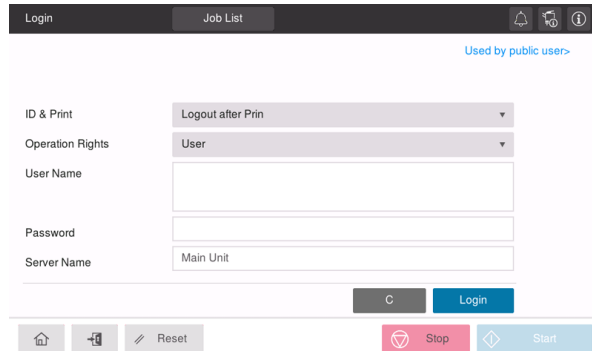 Login
Job List
Used by public user>
ID & Print
Logout after Prin
Operation Rights
User
User Name
Password
Server Name
Main Unit
C
Login
Reset
Stop
Start